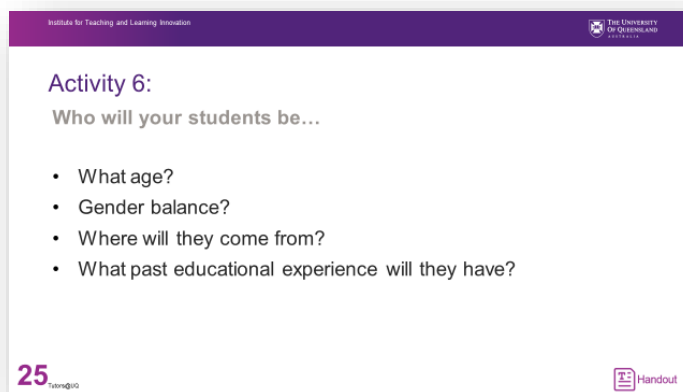 Institute for Teaching and Learning Innovation
THE UNIVERSITY
OF QUEENSLAND
AUSTRALIA
Activity 6:
Who will your students be…
• What age?
• Gender balance?
• Where will they come from?
• What past educational experience will they have?
25
Tutors@UQ
Handout